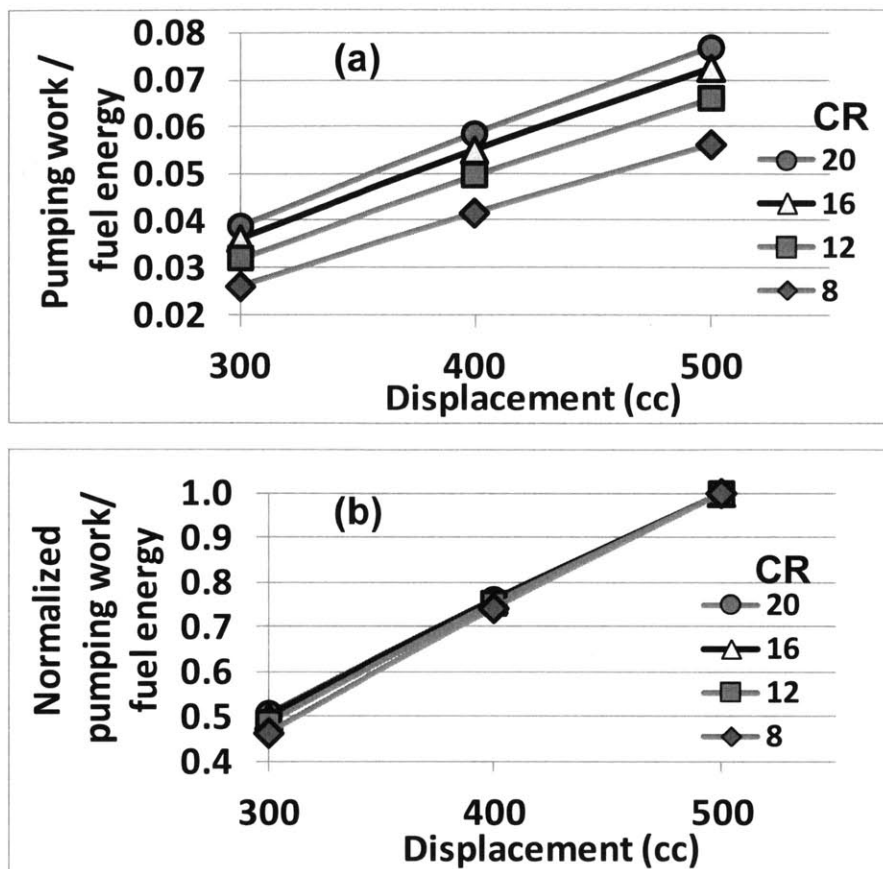 0.08
0.07
0.06
0.05
0.04
0.03
0.02
Pumping work /
fuel energy
(a)
CR
20
16
12
8
300 400 500
Displacement (cc)
1.0
0.9
0.8
0.7
0.6
0.5
0.4
Normalized
pumping work/
fuel energy
(b)
CR
20
16
12
8
300 400 500
Displacement (cc)